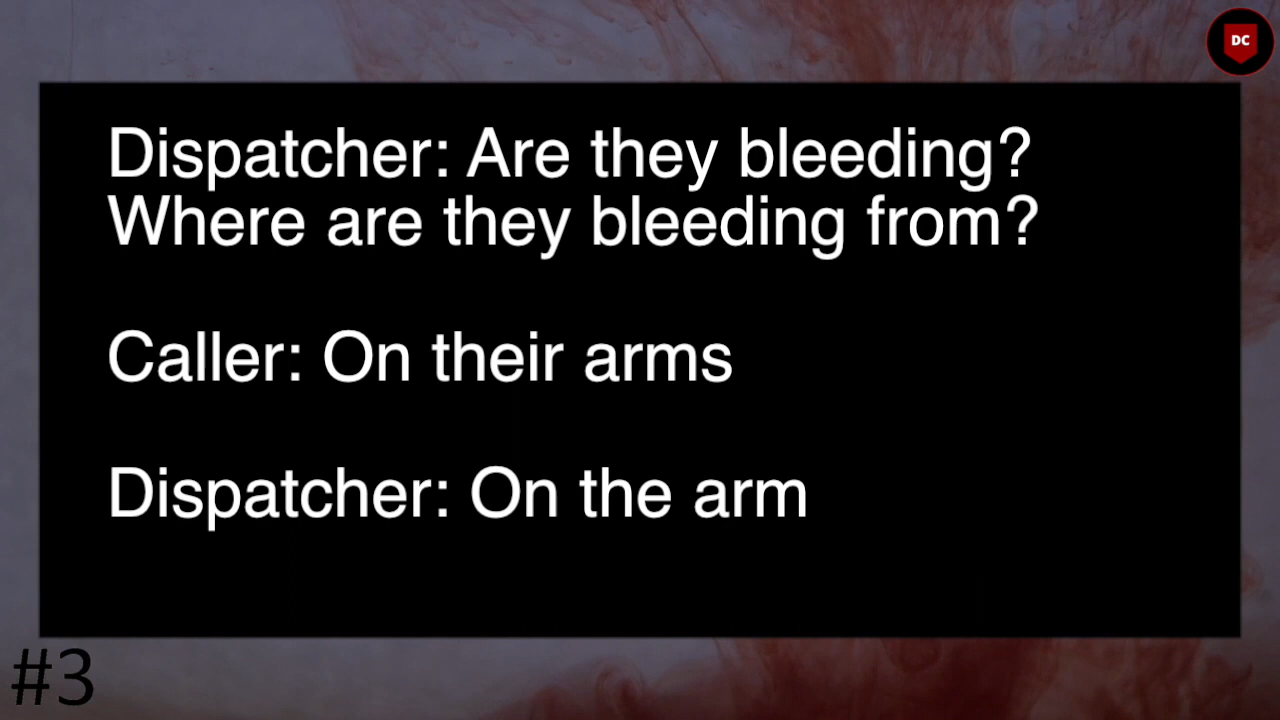 DC
Dispatcher: Are they bleeding?
Where are they bleeding from?
Caller: On their arms
Dispatcher: On the arm
#3